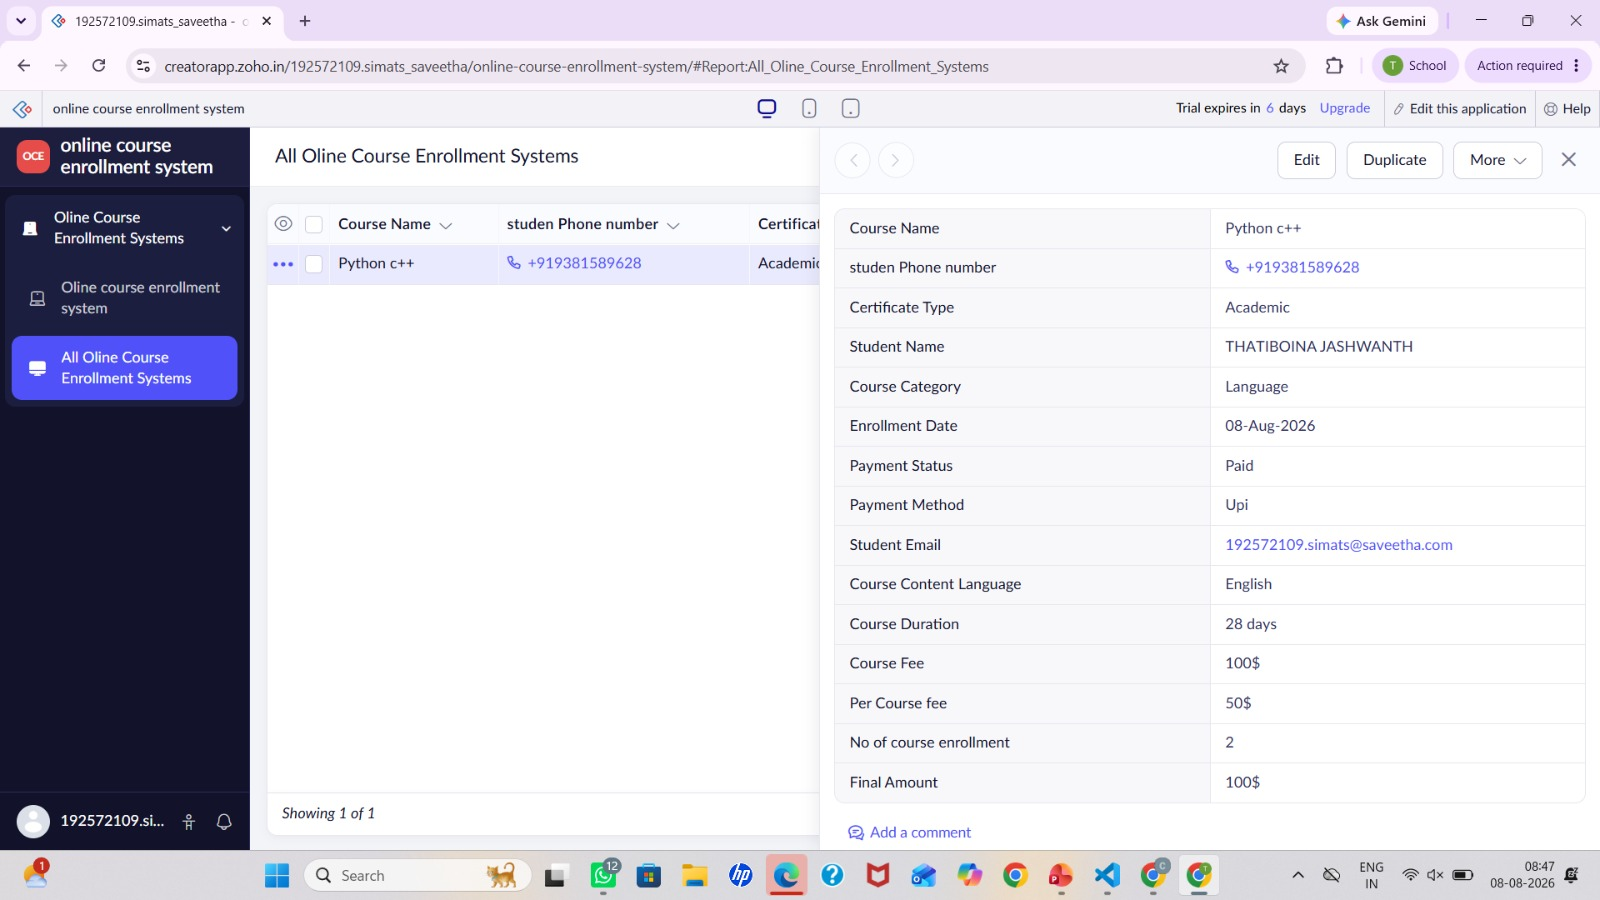 192572109.simats_saveetha - o
Ask Gemini
creatorapp.zoho.in/192572109.simats_saveetha/online-course-enrollment-system/#Report:All_Oline_Course_Enrollment_Systems
T School
Action required
online course enrollment system
Trial expires in 6 days Upgrade
Edit this application
Help
OCE online course enrollment system
Oline Course Enrollment Systems
Oline course enrollment system
All Oline Course Enrollment Systems
192572109.si...
All Oline Course Enrollment Systems
Course Name studen Phone number Certificat
Python c++ +919381589628 Academic
Showing 1 of 1
Edit Duplicate More
Course Name Python c++
studen Phone number +919381589628
Certificate Type Academic
Student Name THATIBOINA JASHWANTH
Course Category Language
Enrollment Date 08-Aug-2026
Payment Status Paid
Payment Method Upi
Student Email 192572109.simats@saveetha.com
Course Content Language English
Course Duration 28 days
Course Fee 100$
Per Course fee 50$
No of course enrollment 2
Final Amount 100$
Add a comment
1
Search
12
hp
ENG
IN
08:47
08-08-2026